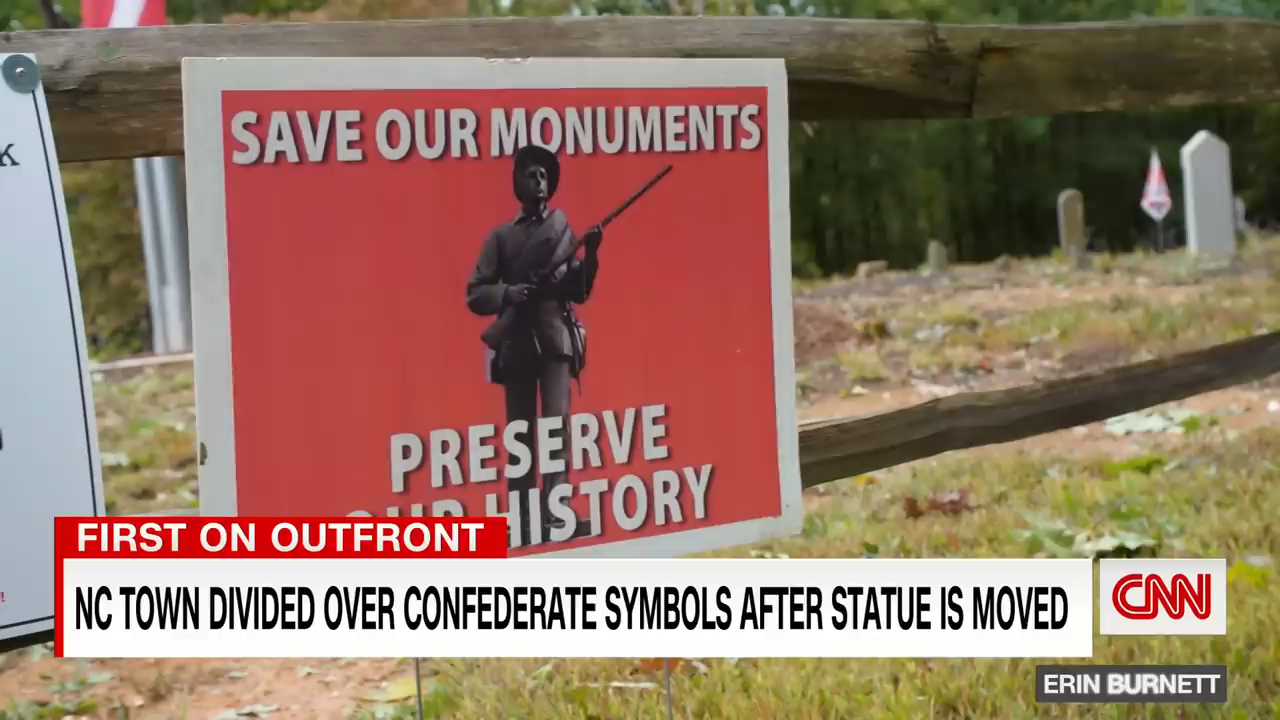 K
SAVE OUR MONUMENTS
PRESERVE
OUR HISTORY
!
FIRST ON OUTFRONT
NC TOWN DIVIDED OVER CONFEDERATE SYMBOLS AFTER STATUE IS MOVED
CNN
ERIN BURNETT